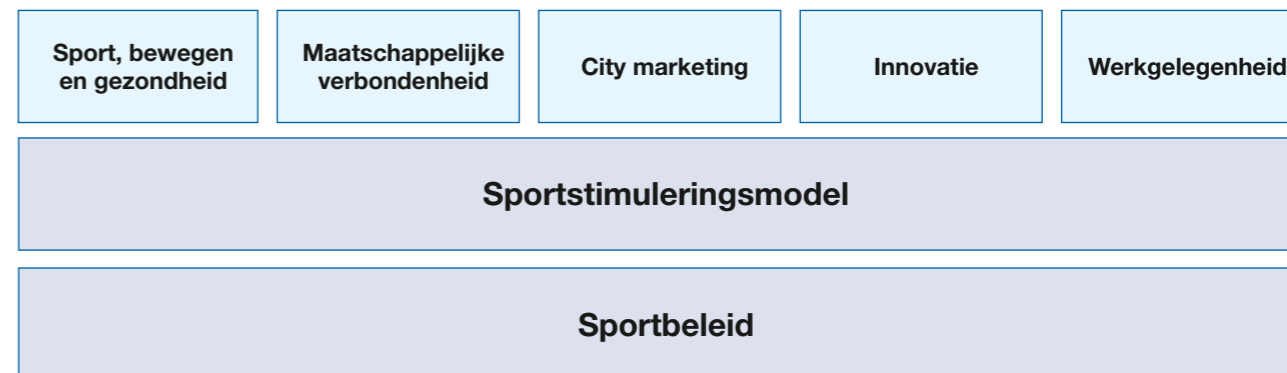 Sport, bewegen
en gezondheid
Maatschappelijke
verbondenheid
City marketing
Innovatie
Werkgelegenheid
Sportstimuleringsmodel
Sportbeleid